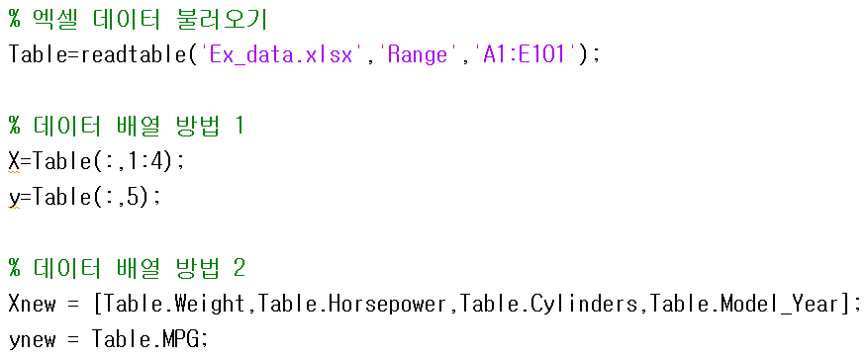 % 엑셀 데이터 불러오기
Table=readtable('Ex_data.xlsx','Range','A1:E101');
% 데이터 배열 방법 1
X=Table(:,1:4);
y=Table(:,5);
% 데이터 배열 방법 2
Xnew = [Table.Weight,Table.Horsepower,Table.Cylinders,Table.Model_Year];
ynew = Table.MPG;